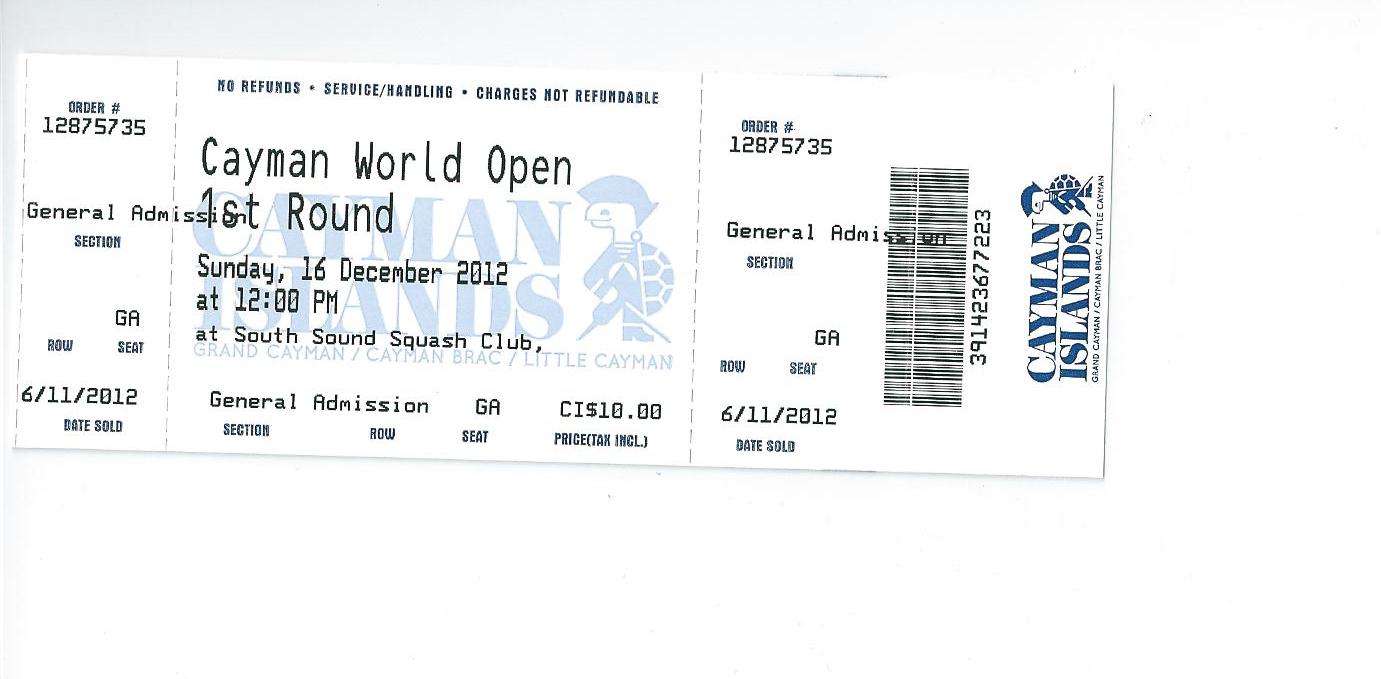 NO REFUNDS • SERVICE/HANDLING • CHARGES NOT REFUNDABLE
ORDER #
12875735
General Admission
SECTION
GA
ROW SEAT
6/11/2012
DATE SOLD
Cayman World Open
1st Round
Sunday, 16 December 2012
at 12:00 PM
at South Sound Squash Club,
CAYMAN
ISLANDS
GRAND CAYMAN / CAYMAN BRAC / LITTLE CAYMAN
General Admission GA CI$10.00
SECTION ROW SEAT PRICE(TAX INCL.)
ORDER #
12875735
General Admission
SECTION
GA
ROW SEAT
6/11/2012
DATE SOLD
391423677223
CAYMAN
ISLANDS
GRAND CAYMAN / CAYMAN BRAC / LITTLE CAYMAN